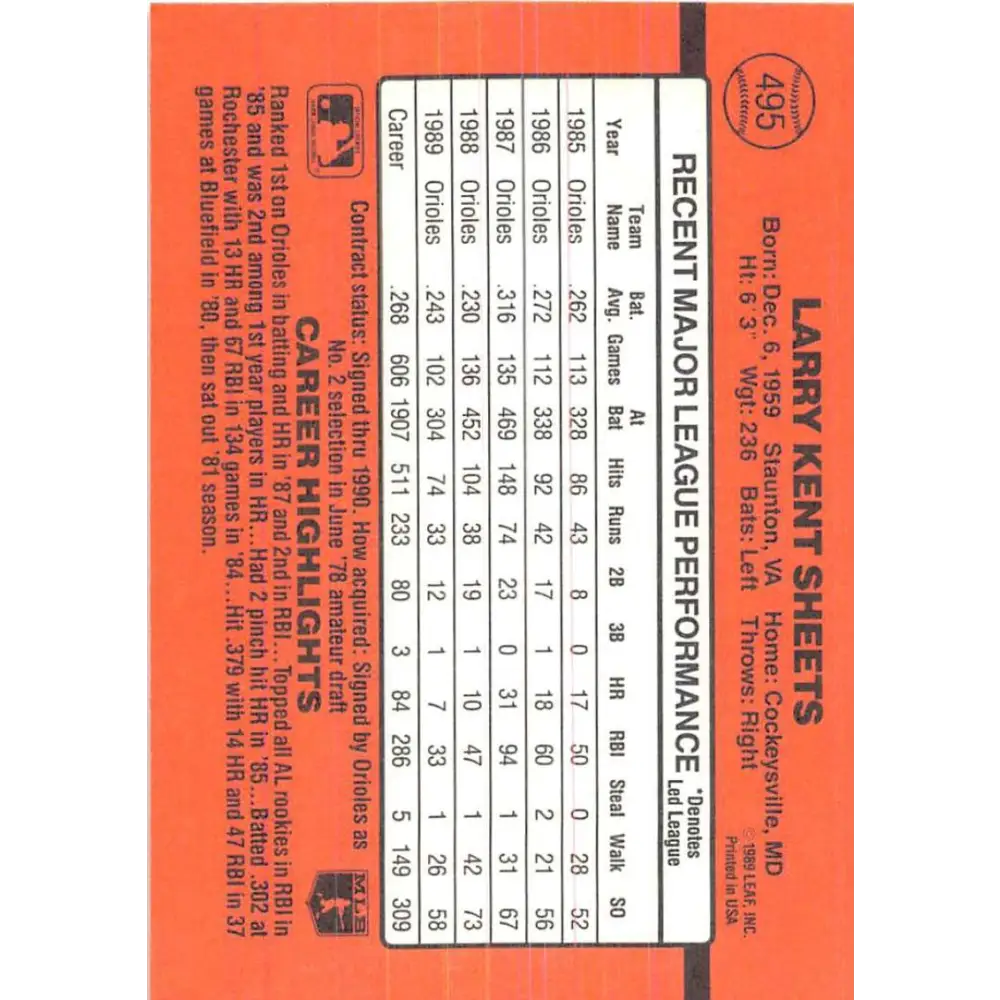 495
LARRY KENT SHEETS
Born: Dec. 6, 1959 Staunton, VA Home: Cockeysville, MD
Ht: 6'3" Wgt: 236 Bats: Left Throws: Right
© 1989 LEAF, INC.
Printed in USA
RECENT MAJOR LEAGUE PERFORMANCE
*Denotes
Led League
Year Team Name Bat. Avg. Games At Bat Hits Runs 2B 3B HR RBI Steal Walk SO
1985 Orioles .262 113 328 86 43 8 0 17 50 0 28 52
1986 Orioles .272 112 338 92 42 17 1 18 60 2 21 56
1987 Orioles .316 135 469 148 74 23 0 31 94 1 31 67
1988 Orioles .230 136 452 104 38 19 1 10 47 1 42 73
1989 Orioles .243 102 304 74 33 12 1 7 33 1 26 58
Career .268 606 1907 511 233 80 3 84 286 5 149 309
Contract status: Signed thru 1990. How acquired: Signed by Orioles as
No. 2 selection in June '78 amateur draft
MLB
CAREER HIGHLIGHTS
Ranked 1st on Orioles in batting and HR in '87 and 2nd in RBI...Topped all AL rookies in RBI in
'85 and was 2nd among 1st year players in HR...Had 2 pinch hit HR in '85...Batted .302 at
Rochester with 13 HR and 67 RBI in 134 games in '84...Hit .379 with 14 HR and 47 RBI in 37
games at Bluefield in '80, then sat out '81 season.